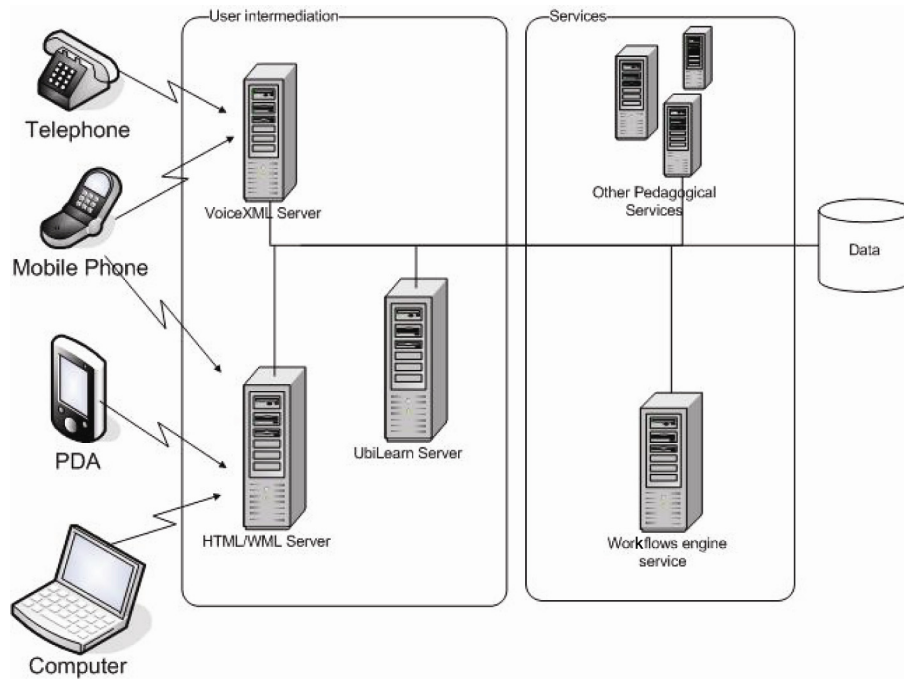 User intermediation
Services
Telephone
Mobile Phone
PDA
Computer
VoiceXML Server
UbiLearn Server
HTML/WML Server
Other Pedagogical
Services
Workflows engine
service
Data